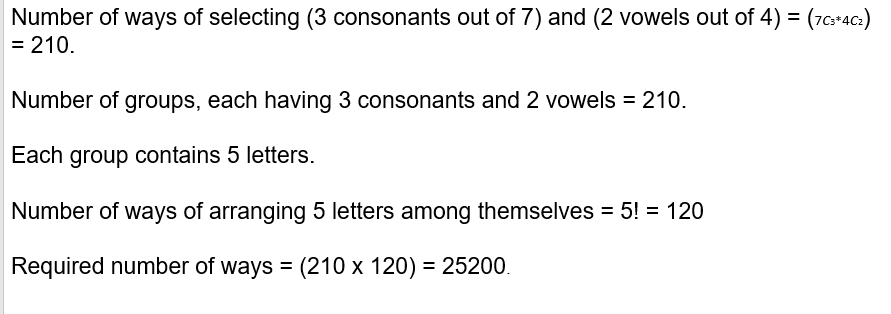 Number of ways of selecting (3 consonants out of 7) and (2 vowels out of 4) = (7C3*4C2)
= 210.
Number of groups, each having 3 consonants and 2 vowels = 210.
Each group contains 5 letters.
Number of ways of arranging 5 letters among themselves = 5! = 120
Required number of ways = (210 x 120) = 25200.